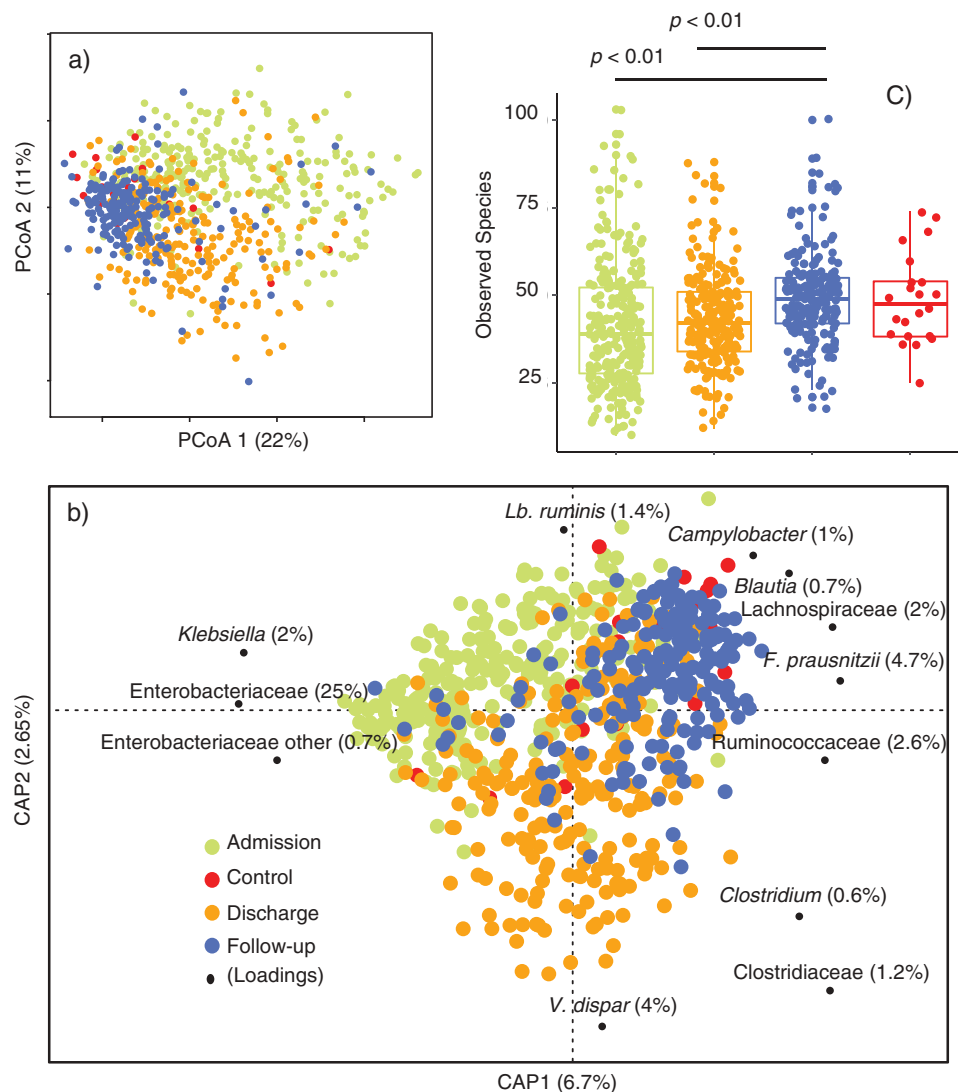 a)
PCoA 2 (11%)
PCoA 1 (22%)
p < 0.01
p < 0.01
C)
Observed Species
100
75
50
25
b)
Lb. ruminis (1.4%)
Campylobacter (1%)
Blautia (0.7%)
Lachnospiraceae (2%)
Klebsiella (2%)
F. prausnitzii (4.7%)
Enterobacteriaceae (25%)
Enterobacteriaceae other (0.7%)
Ruminococcaceae (2.6%)
CAP2 (2.65%)
Admission
Control
Discharge
Follow-up
(Loadings)
Clostridium (0.6%)
Clostridiaceae (1.2%)
V. dispar (4%)
CAP1 (6.7%)